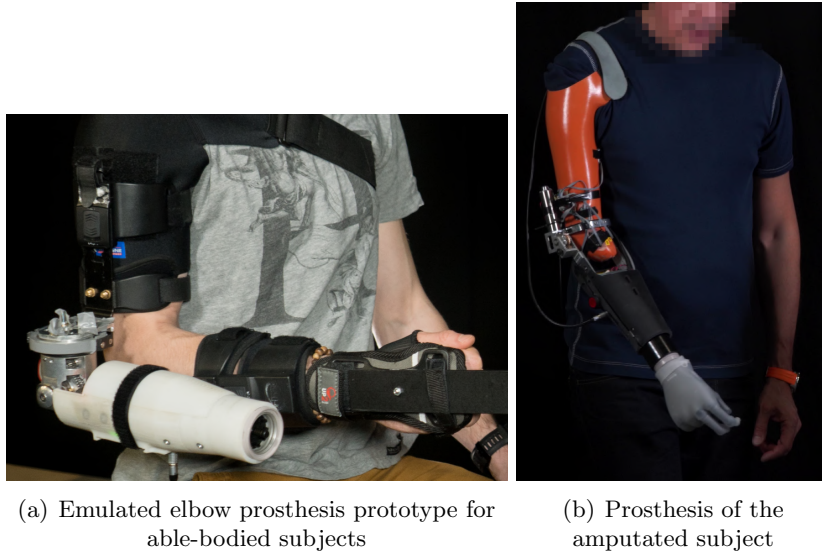 (a) Emulated elbow prosthesis prototype for
able-bodied subjects
(b) Prosthesis of the
amputated subject